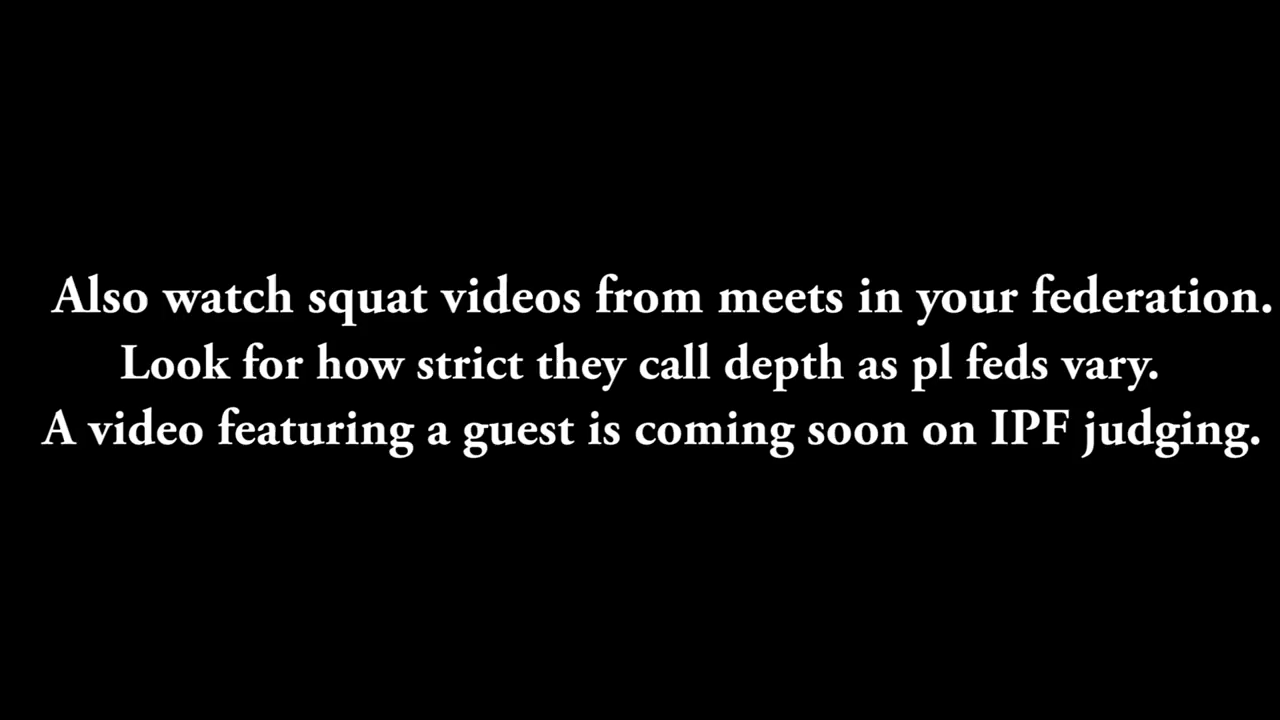 Also watch squat videos from meets in your federation.
Look for how strict they call depth as pl feds vary.
A video featuring a guest is coming soon on IPF judging.